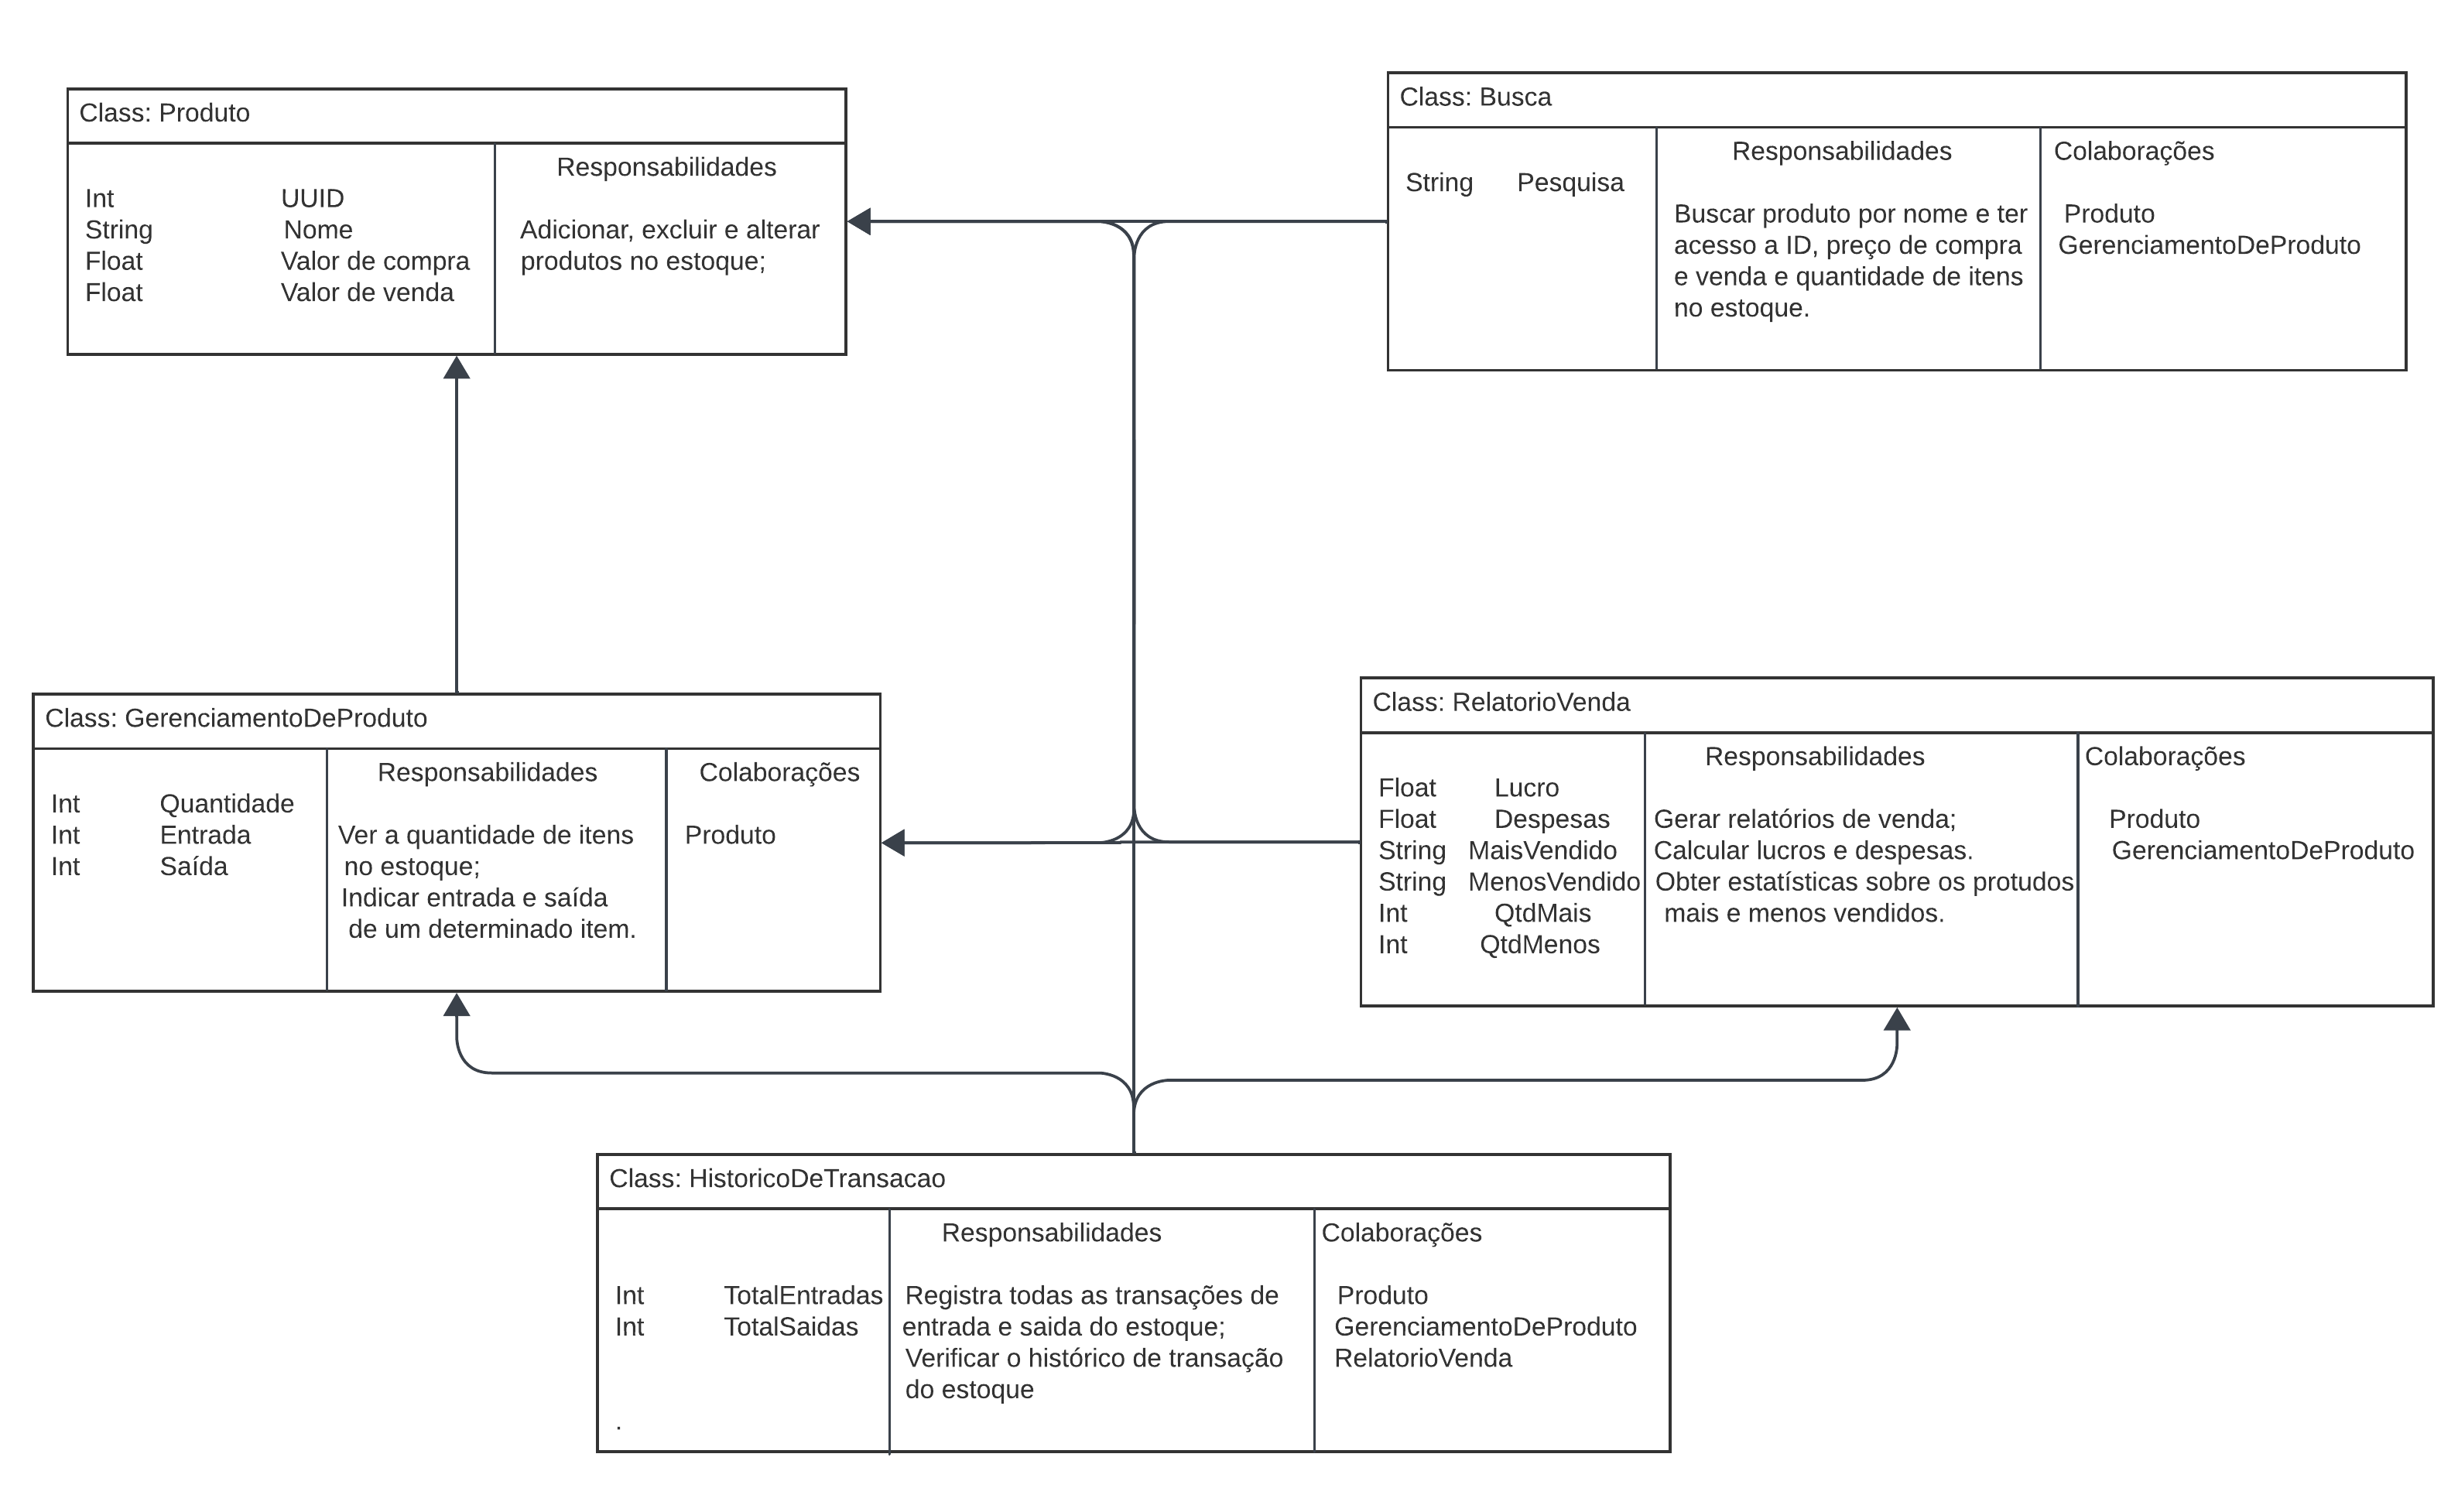 Class: Produto
Int UUID
String Nome
Float Valor de compra
Float Valor de venda
Responsabilidades
Adicionar, excluir e alterar
produtos no estoque;
Class: Busca
String Pesquisa
Responsabilidades
Buscar produto por nome e ter
acesso a ID, preço de compra
e venda e quantidade de itens
no estoque.
Colaborações
Produto
GerenciamentoDeProduto
Class: GerenciamentoDeProduto
Int Quantidade
Int Entrada
Int Saída
Responsabilidades
Ver a quantidade de itens
no estoque;
Indicar entrada e saída
de um determinado item.
Colaborações
Produto
Class: RelatorioVenda
Float Lucro
Float Despesas
String MaisVendido
String MenosVendido
Int QtdMais
Int QtdMenos
Responsabilidades
Gerar relatórios de venda;
Calcular lucros e despesas.
Obter estatísticas sobre os protudos
mais e menos vendidos.
Colaborações
Produto
GerenciamentoDeProduto
Class: HistoricoDeTransacao
Int TotalEntradas
Int TotalSaidas
.
Responsabilidades
Registra todas as transações de
entrada e saida do estoque;
Verificar o histórico de transação
do estoque
Colaborações
Produto
GerenciamentoDeProduto
RelatorioVenda